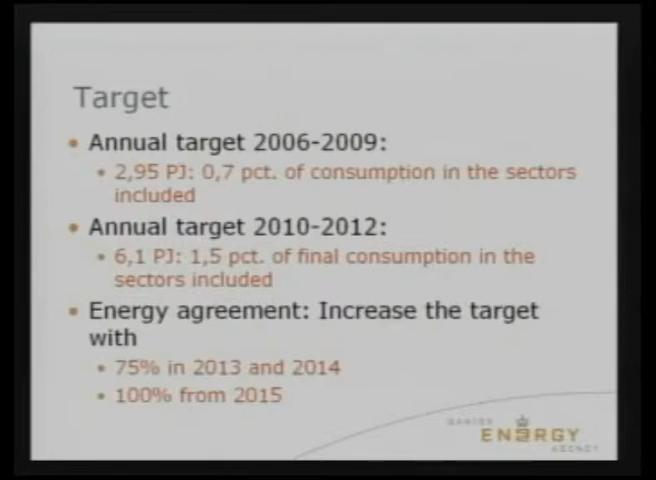 Target
• Annual target 2006-2009:
• 2,95 PJ: 0,7 pct. of consumption in the sectors
included
• Annual target 2010-2012:
• 6,1 PJ: 1,5 pct. of final consumption in the
sectors included
• Energy agreement: Increase the target
with
• 75% in 2013 and 2014
• 100% from 2015
DANISH
ENERGY
AGENCY